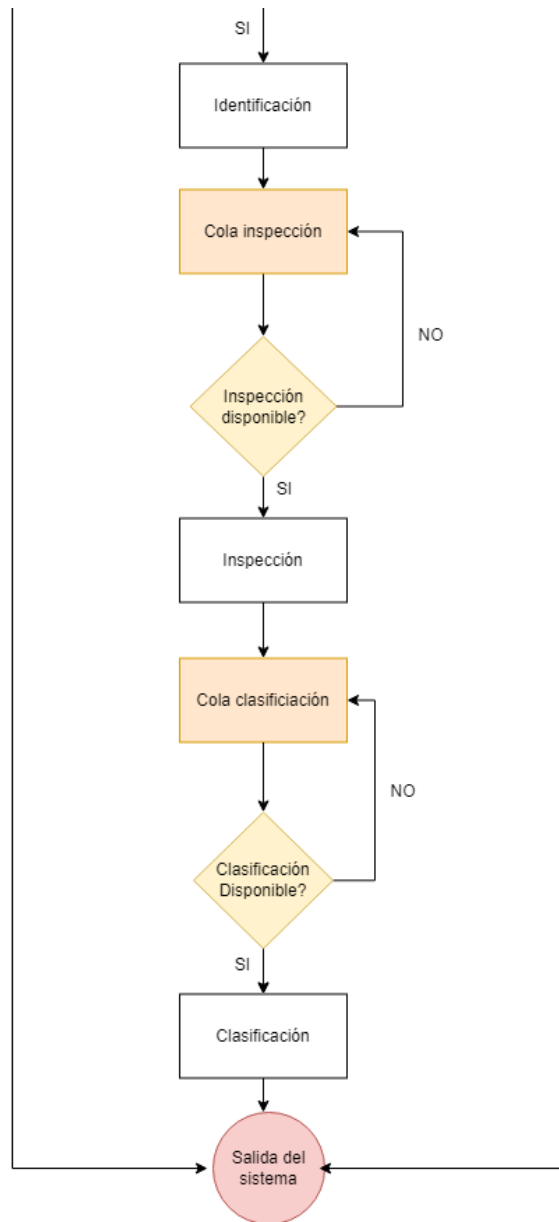 SI
Identificación
Cola inspección
NO
Inspección
disponible?
SI
Inspección
Cola clasificiación
NO
Clasificación
Disponible?
SI
Clasificación
Salida del
sistema